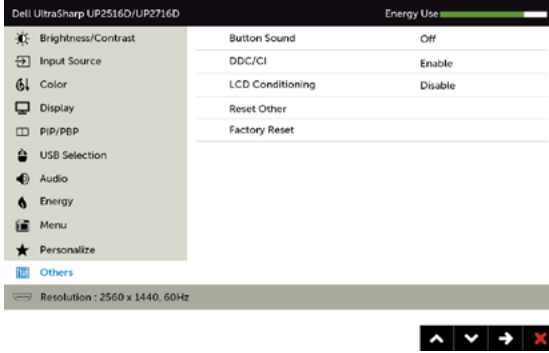 Dell UltraSharp UP2516D/UP2716D Energy Use
Brightness/Contrast Button Sound Off
Input Source DDC/CI Enable
Color LCD Conditioning Disable
Display Reset Other
PIP/PBP Factory Reset
USB Selection
Audio
Energy
Menu
Personalize
Others
Resolution : 2560 x 1440, 60Hz